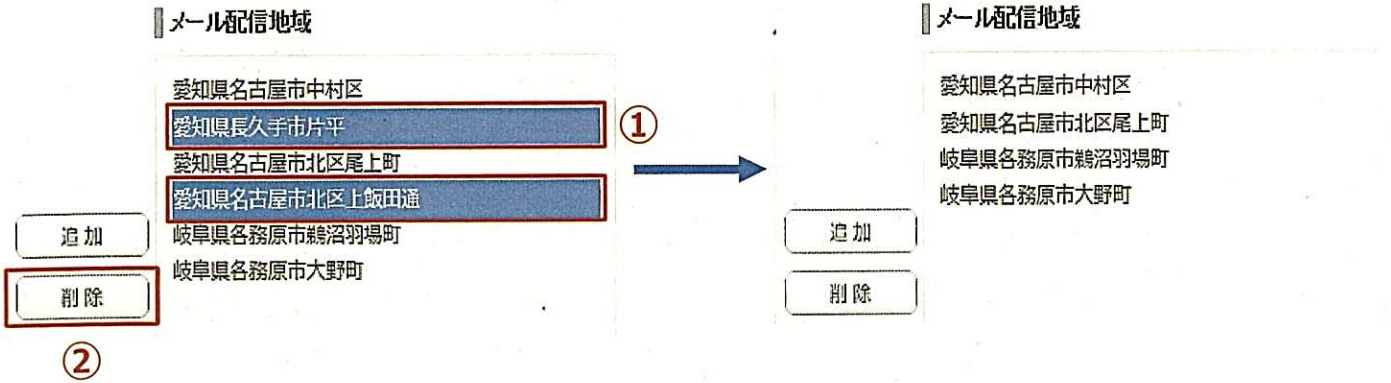 メール配信地域
愛知県名古屋市中村区
愛知県長久手市片平
①
愛知県名古屋市北区尾上町
愛知県名古屋市北区上飯田通
岐阜県各務原市鵜沼羽場町
岐阜県各務原市大野町
追加
削除
②
メール配信地域
愛知県名古屋市中村区
愛知県名古屋市北区尾上町
岐阜県各務原市鵜沼羽場町
岐阜県各務原市大野町
追加
削除